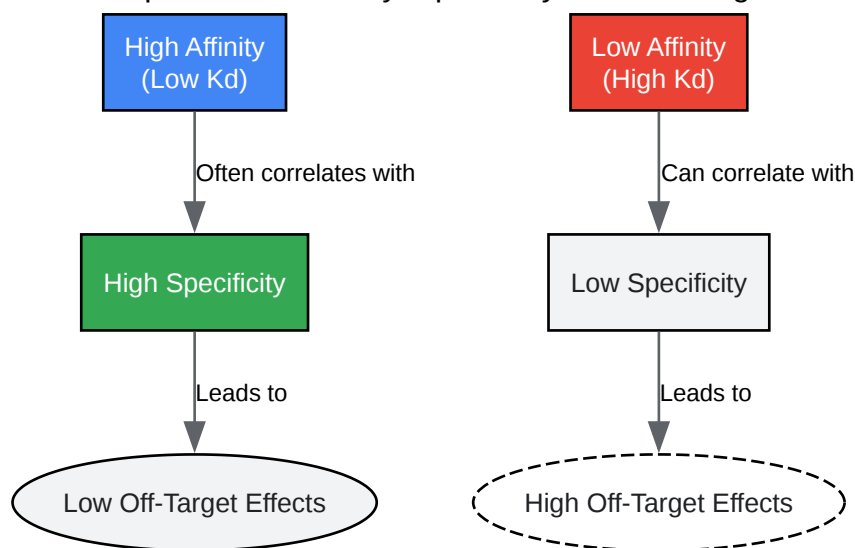 High Affinity
(Low Kd)
Low Affinity
(High Kd)
Often correlates with
Can correlate with
High Specificity
Low Specificity
Leads to
Leads to
Low Off-Target Effects
High Off-Target Effects